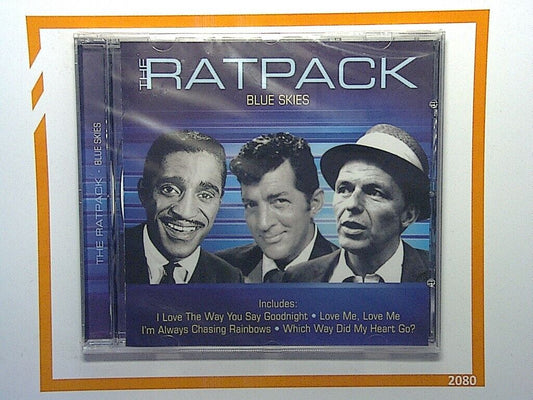 THE RATPACK
BLUE SKIES
THE RATPACK · BLUE SKIES
Includes:
I Love The Way You Say Goodnight • Love Me, Love Me
I'm Always Chasing Rainbows • Which Way Did My Heart Go?
2080